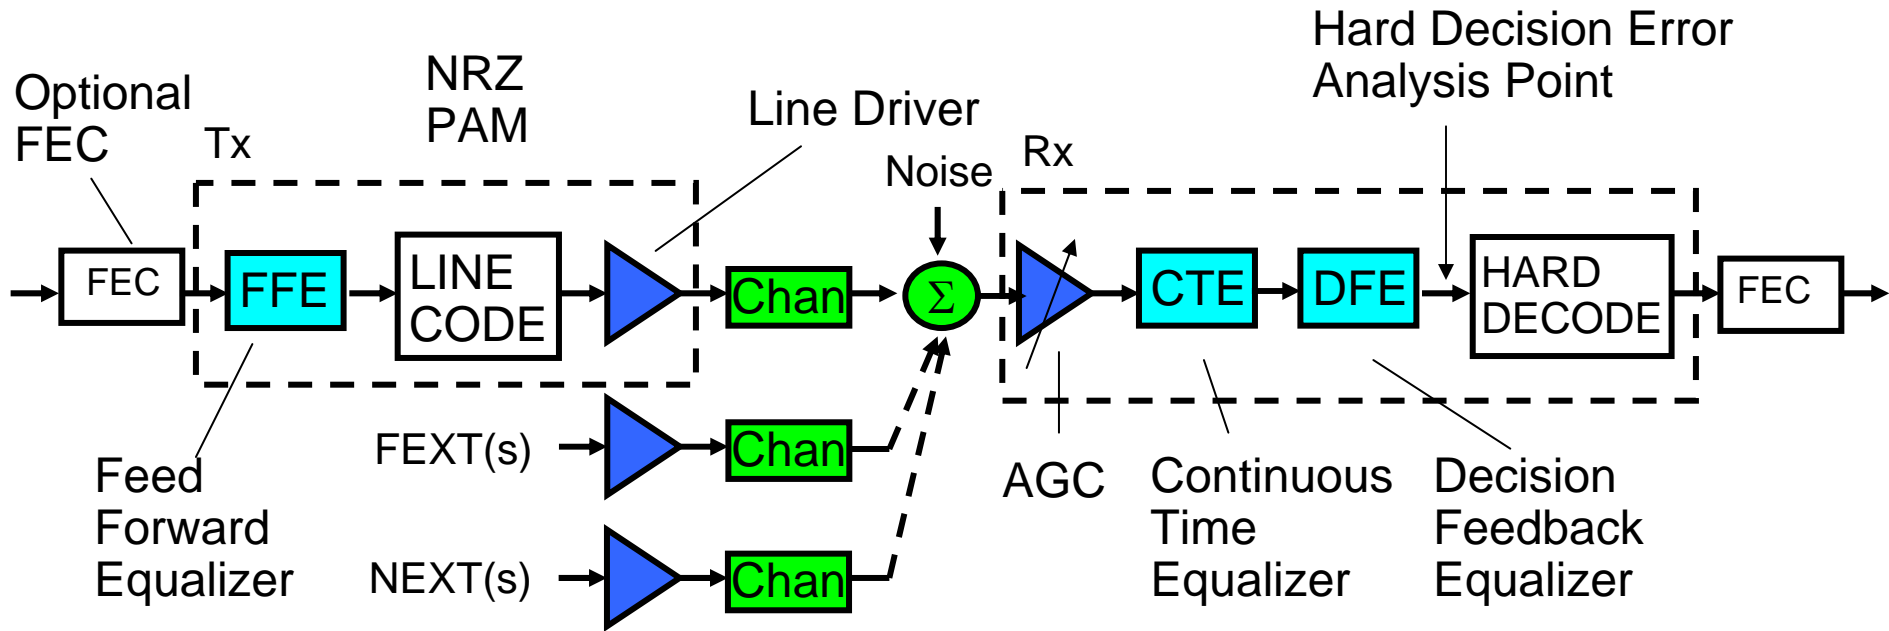 Hard Decision Error
Analysis Point
NRZ
PAM
Optional
FEC
Line Driver
Tx
Noise
Rx
FEC
FFE
LINE
CODE
Chan
Σ
CTE
DFE
HARD
DECODE
FEC
FEXT(s)
Chan
NEXT(s)
Chan
Feed
Forward
Equalizer
AGC
Continuous
Time
Equalizer
Decision
Feedback
Equalizer